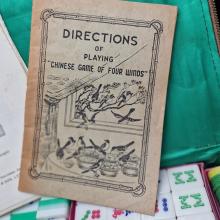 DIRECTIONS
OF
PLAYING
"CHINESE GAME OF FOUR WINDS"